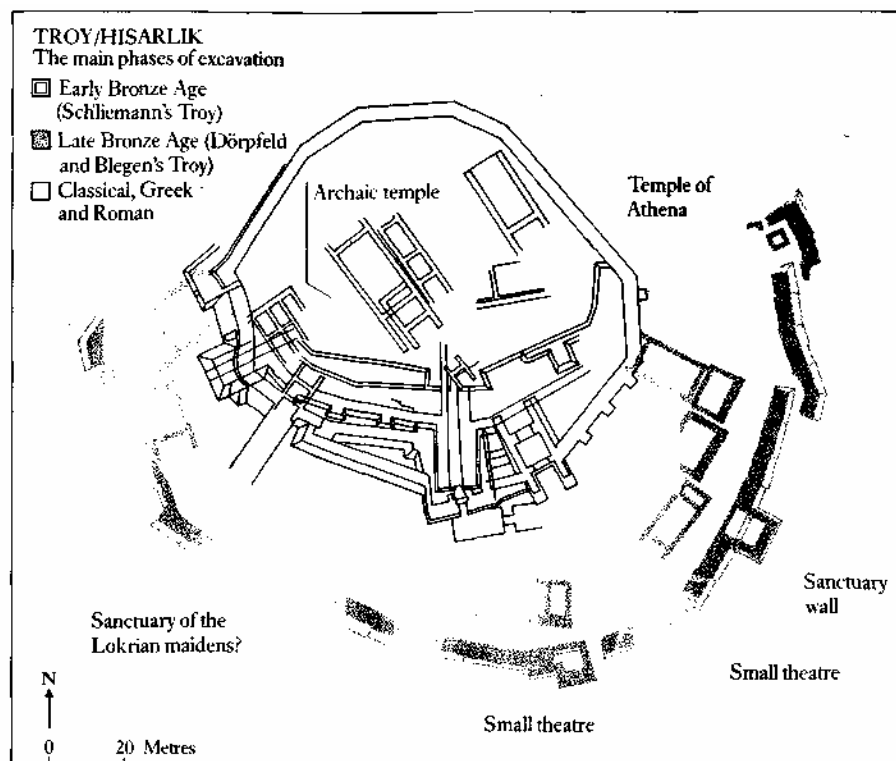 TROY/HISARLIK
The main phases of excavation
Early Bronze Age
(Schliemann's Troy)
Late Bronze Age (Dörpfeld
and Blegen's Troy)
Classical, Greek
and Roman
Archaic temple
Temple of
Athena
Sanctuary
wall
Sanctuary of the
Lokrian maidens?
Small theatre
Small theatre
N
0 20 Metres